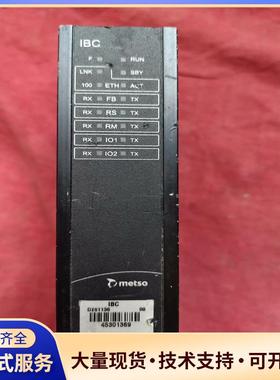 IBC
F RUN
LNK SBY
100 ETH ACT
RX FB TX
RX RS TX
RX RM TX
RX IO1 TX
RX IO2 TX
metso
IBC
D201136
45301369
齐全
式服务
大量现货·技术支持·可开